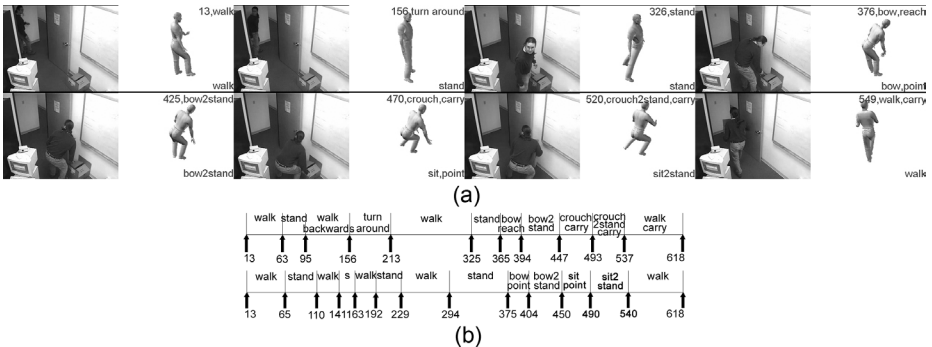 13,walk
156,turn around
326,stand
376,bow,reach
walk
stand
stand
bow,point
425,bow2stand
470,crouch,carry
520,crouch2stand,carry
549,walk,carry
bow2stand
sit,point
sit2stand
walk
(a)
walk stand walk backwards turn around walk stand bow reach bow2 stand crouch carry crouch 2stand carry walk carry
13 63 95 156 213 325 365 394 447 493 537 618
walk stand walk s walk stand walk stand bow point bow2 stand sit point sit2 stand walk
13 65 110 141 163 192 229 294 375 404 450 490 540 618
(b)